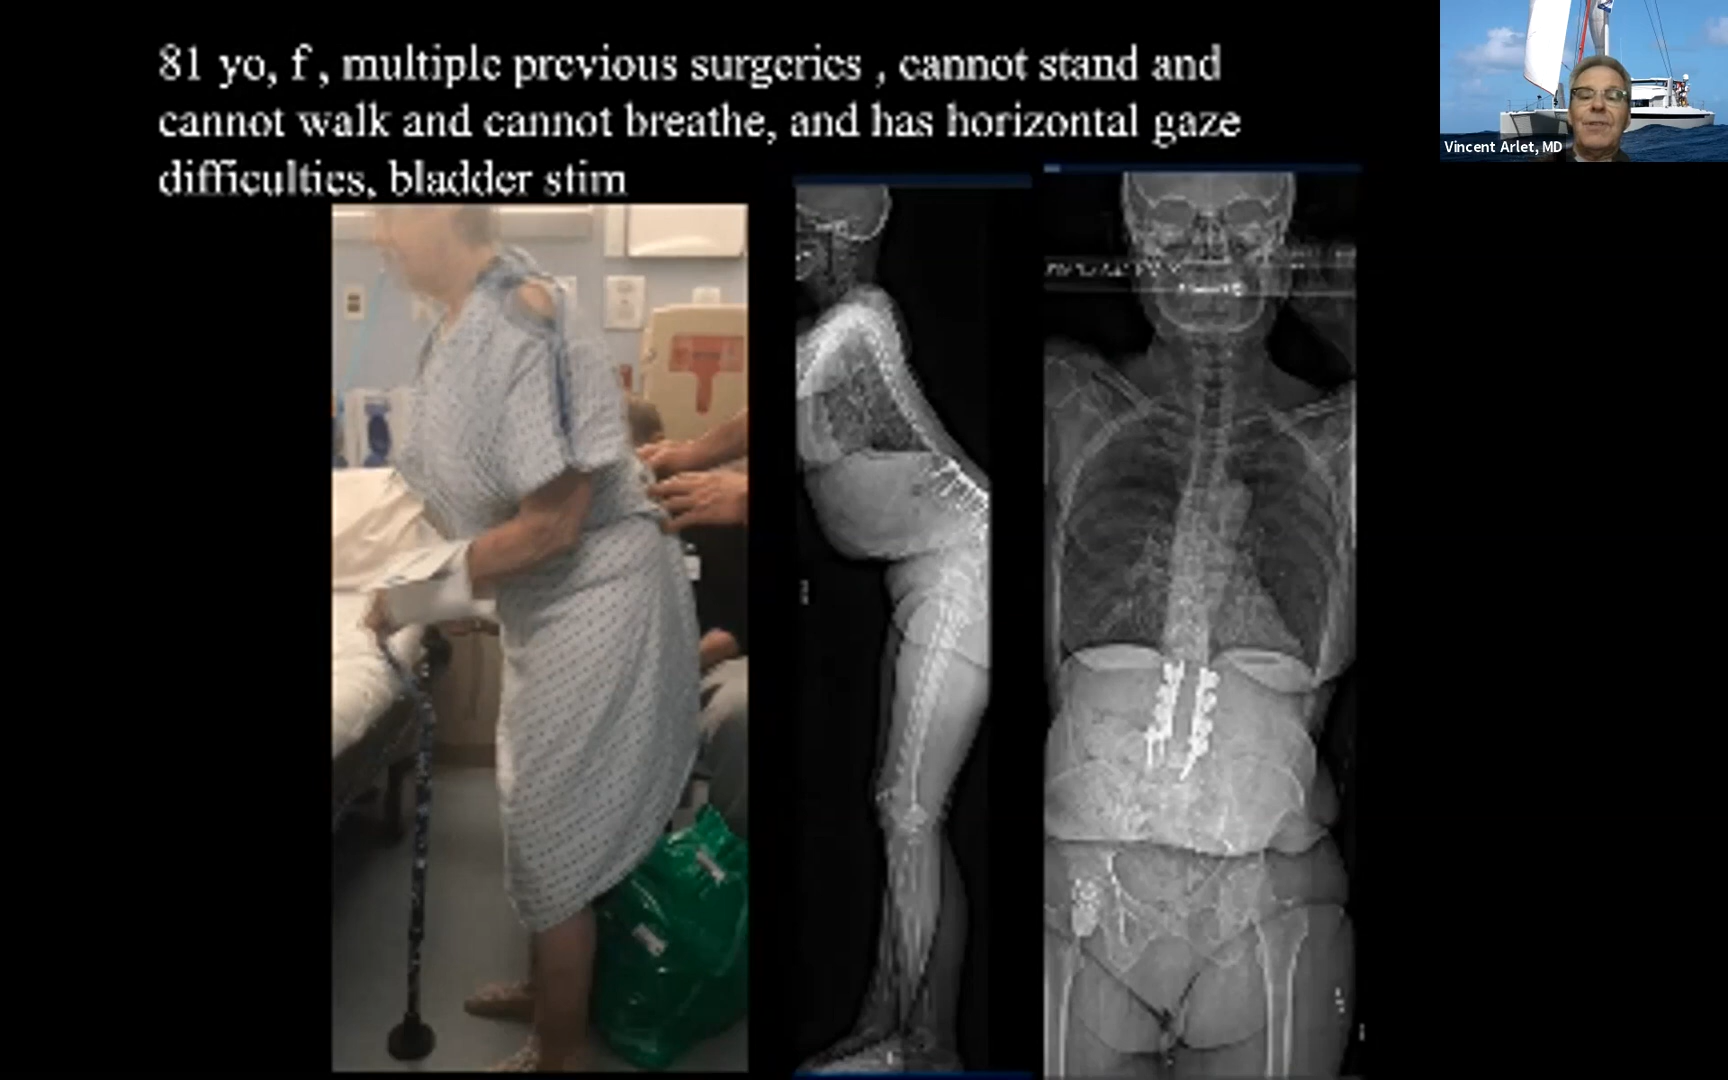 81 yo, f , multiple previous surgeries , cannot stand and
cannot walk and cannot breathe, and has horizontal gaze
difficulties, bladder stim
Vincent Arlet, MD